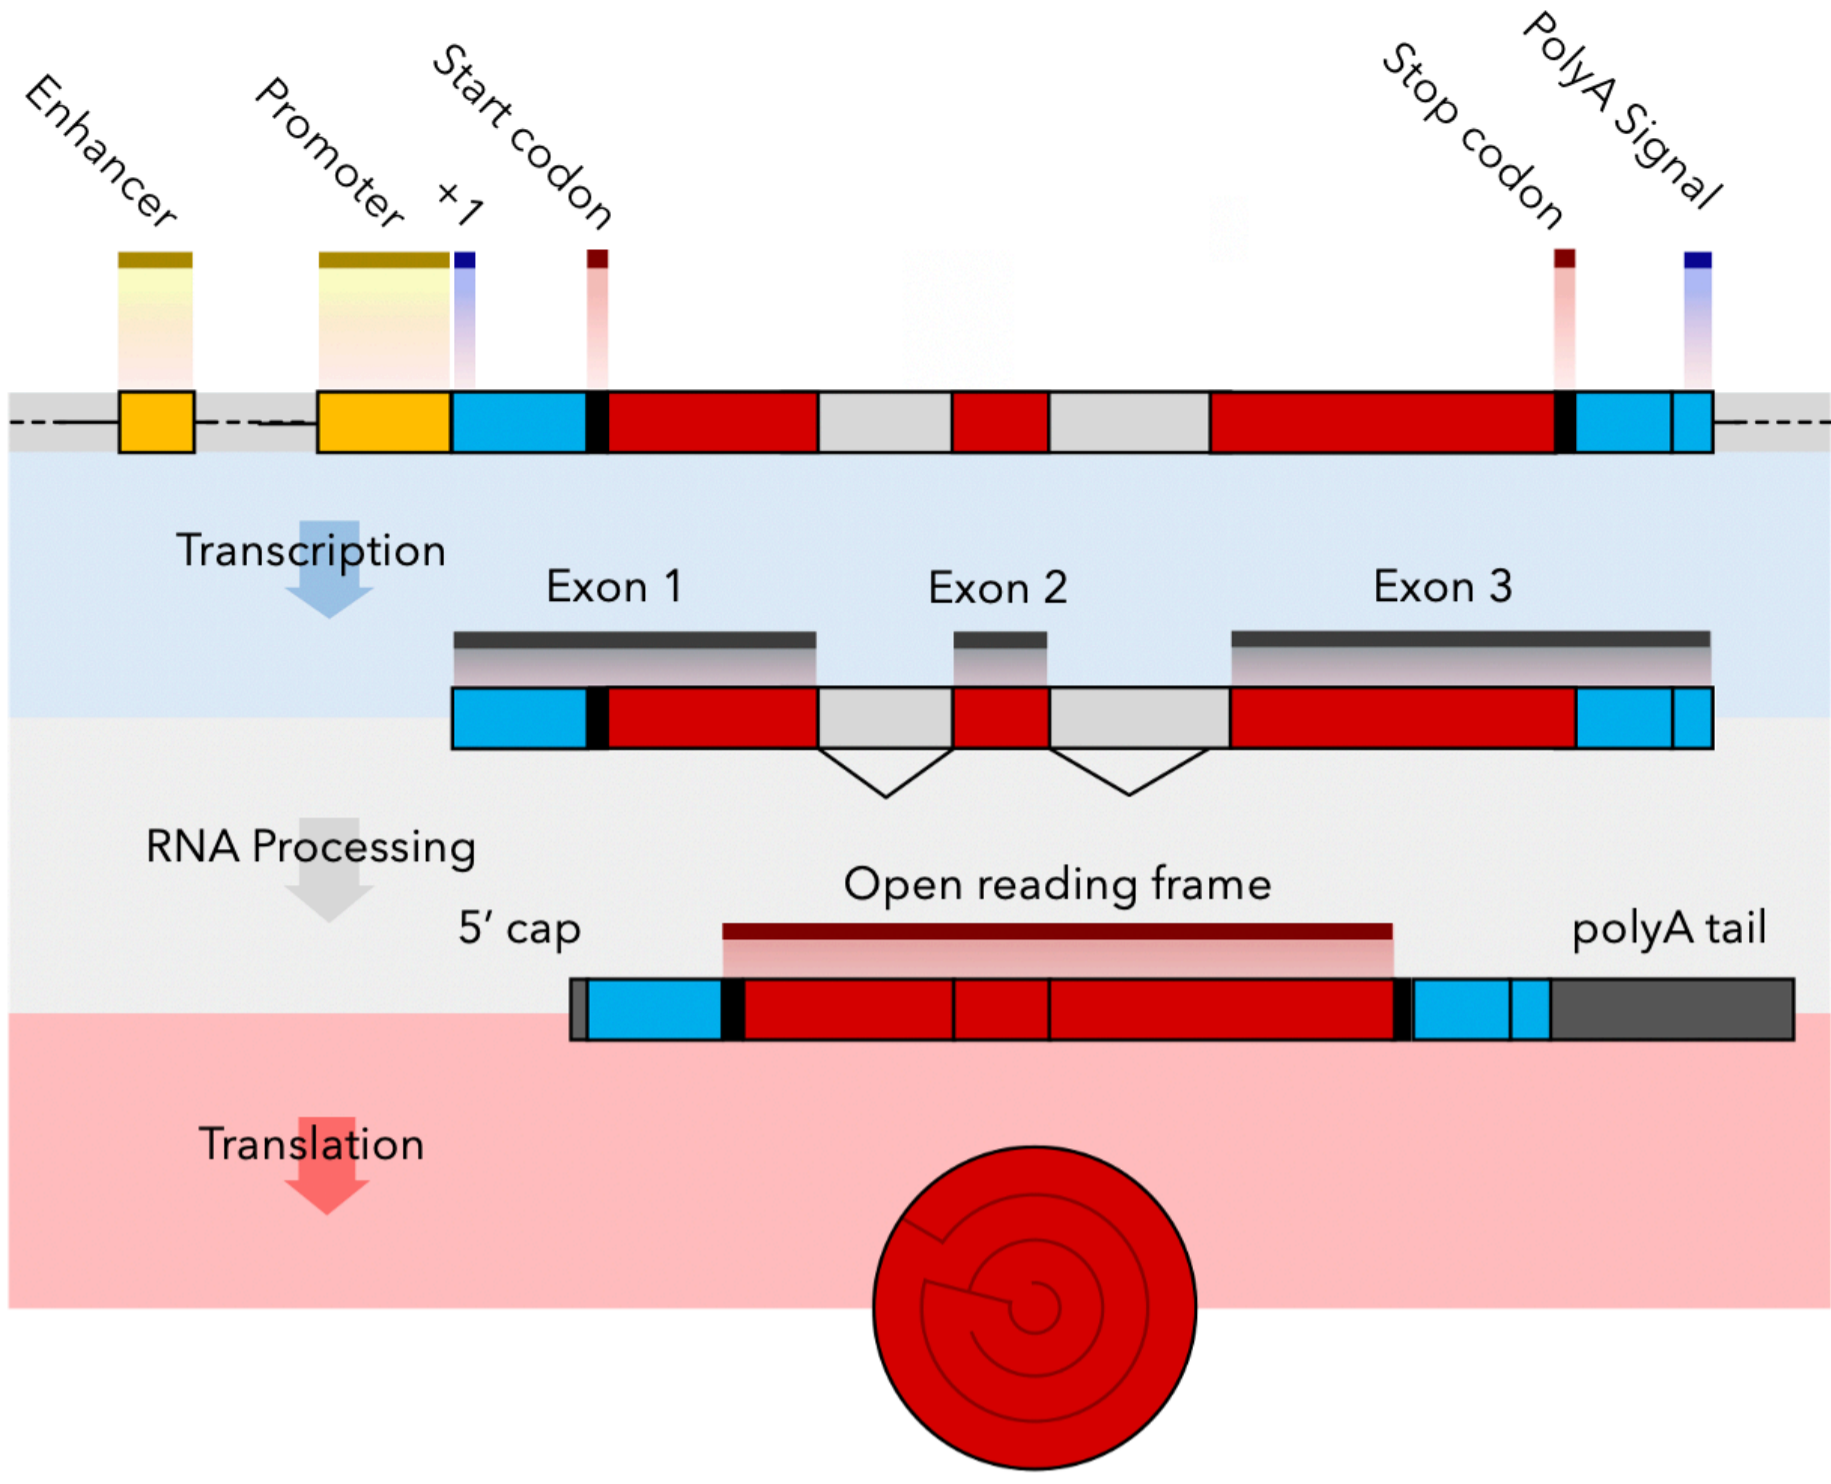 Enhancer
Promoter
+1
Start codon
Stop codon
PolyA Signal
Transcription
Exon 1
Exon 2
Exon 3
RNA Processing
Open reading frame
5’ cap
polyA tail
Translation